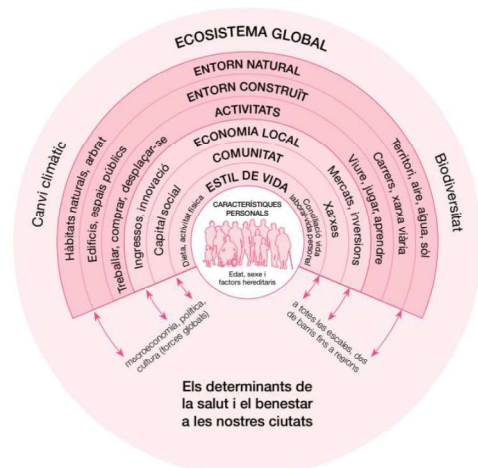 ECOSISTEMA GLOBAL
Canvi climàtic
Biodiversitat
ENTORN NATURAL
Hàbitats naturals, arbrat
Territori, aire, aigua, sòl
ENTORN CONSTRUÏT
Edificis, espais públics
Carrers, xarxa viària
ACTIVITATS
Treballar, comprar, desplaçar-se
Viure, jugar, aprendre
ECONOMIA LOCAL
Ingressos, innovació
Mercats, inversions
COMUNITAT
Capital social
Xarxes
ESTIL DE VIDA
Dieta, activitat física
Conciliació vida
laboral-vida personal
CARACTERÍSTIQUES
PERSONALS
Edat, sexe i
factors hereditaris
macroeconomia, política,
cultura (forces globals)
a totes les escales, des
de barris fins a regions
Els determinants de
la salut i el benestar
a les nostres ciutats